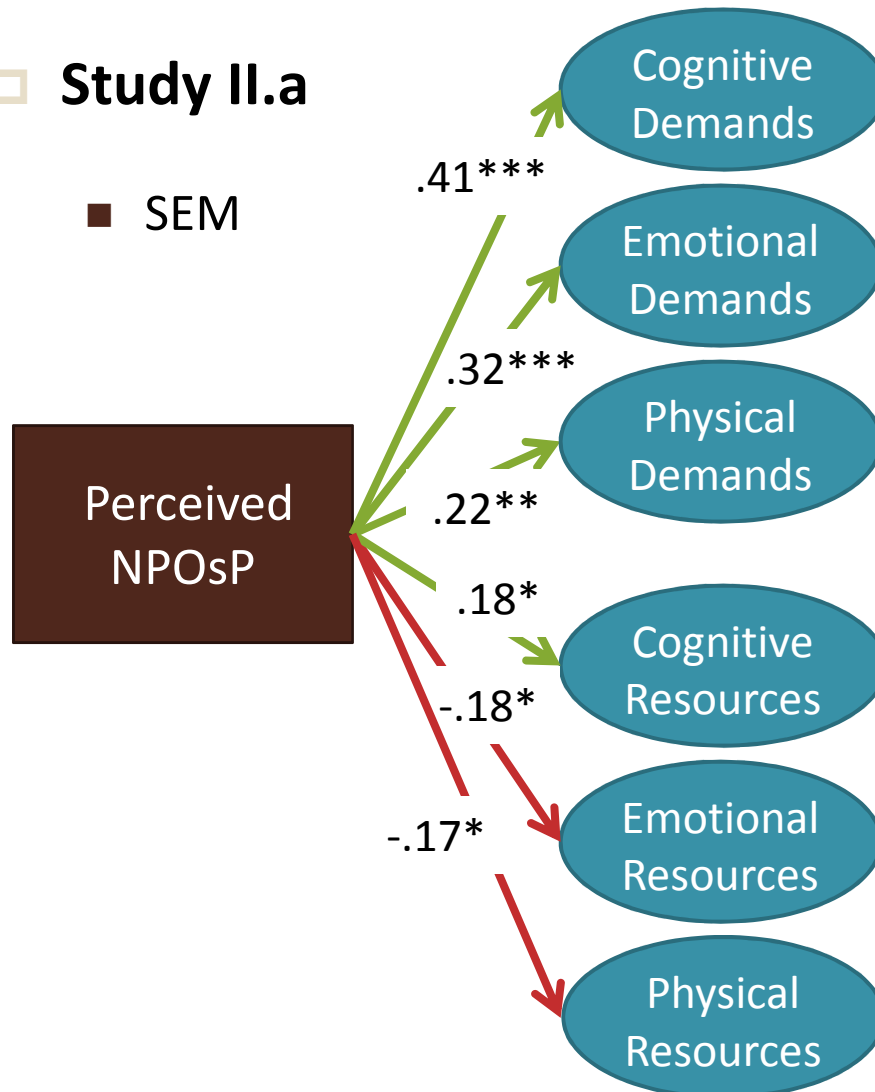 Study II.a
SEM
Perceived
NPOsP
.41***
.32***
.22**
.18*
-.18*
-.17*
Cognitive
Demands
Emotional
Demands
Physical
Demands
Cognitive
Resources
Emotional
Resources
Physical
Resources